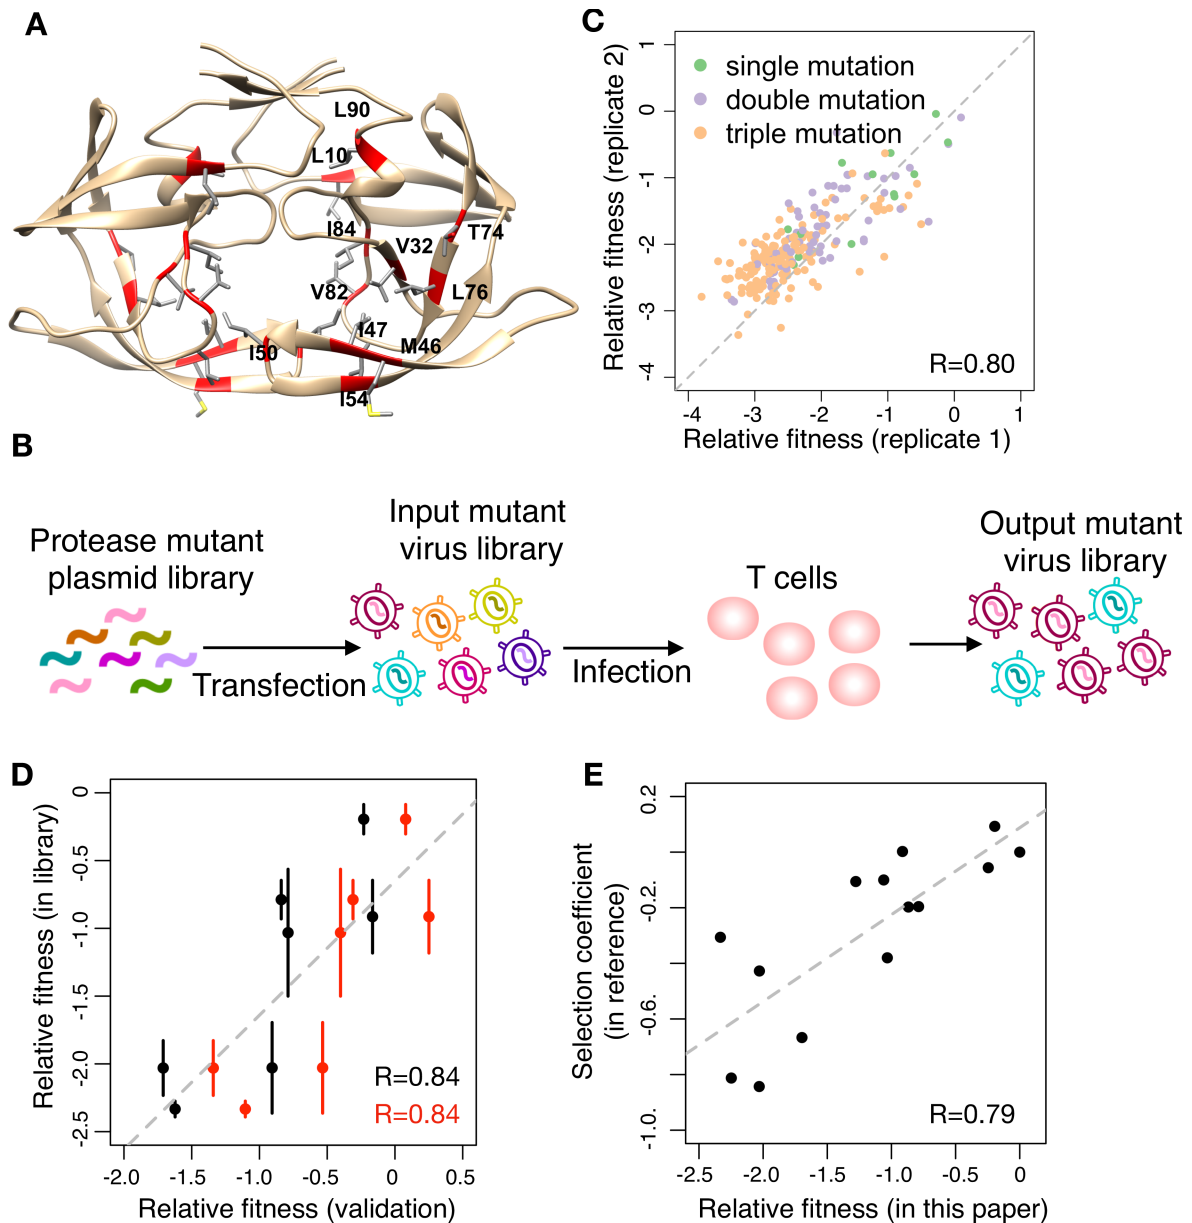 A
L90
L10
I84
T74
V32
V82
L76
I47
I50
M46
I54
C
single mutation
double mutation
triple mutation
R=0.80
1
0
-1
-2
-3
-4
Relative fitness (replicate 2)
-4 -3 -2 -1 0 1
Relative fitness (replicate 1)
B
Protease mutant
plasmid library
Transfection
Input mutant
virus library
Infection
T cells
Output mutant
virus library
D
0
-0.5
-1.0
-1.5
-2.0
-2.5
Relative fitness (in library)
R=0.84
R=0.84
-2.0 -1.5 -1.0 -0.5 0 0.5
Relative fitness (validation)
E
0.2
-0.2.
-0.6.
-1.0.
Selection coefficient
(in reference)
R=0.79
-2.5 -2.0 -1.5 -1.0 -0.5 0
Relative fitness (in this paper)